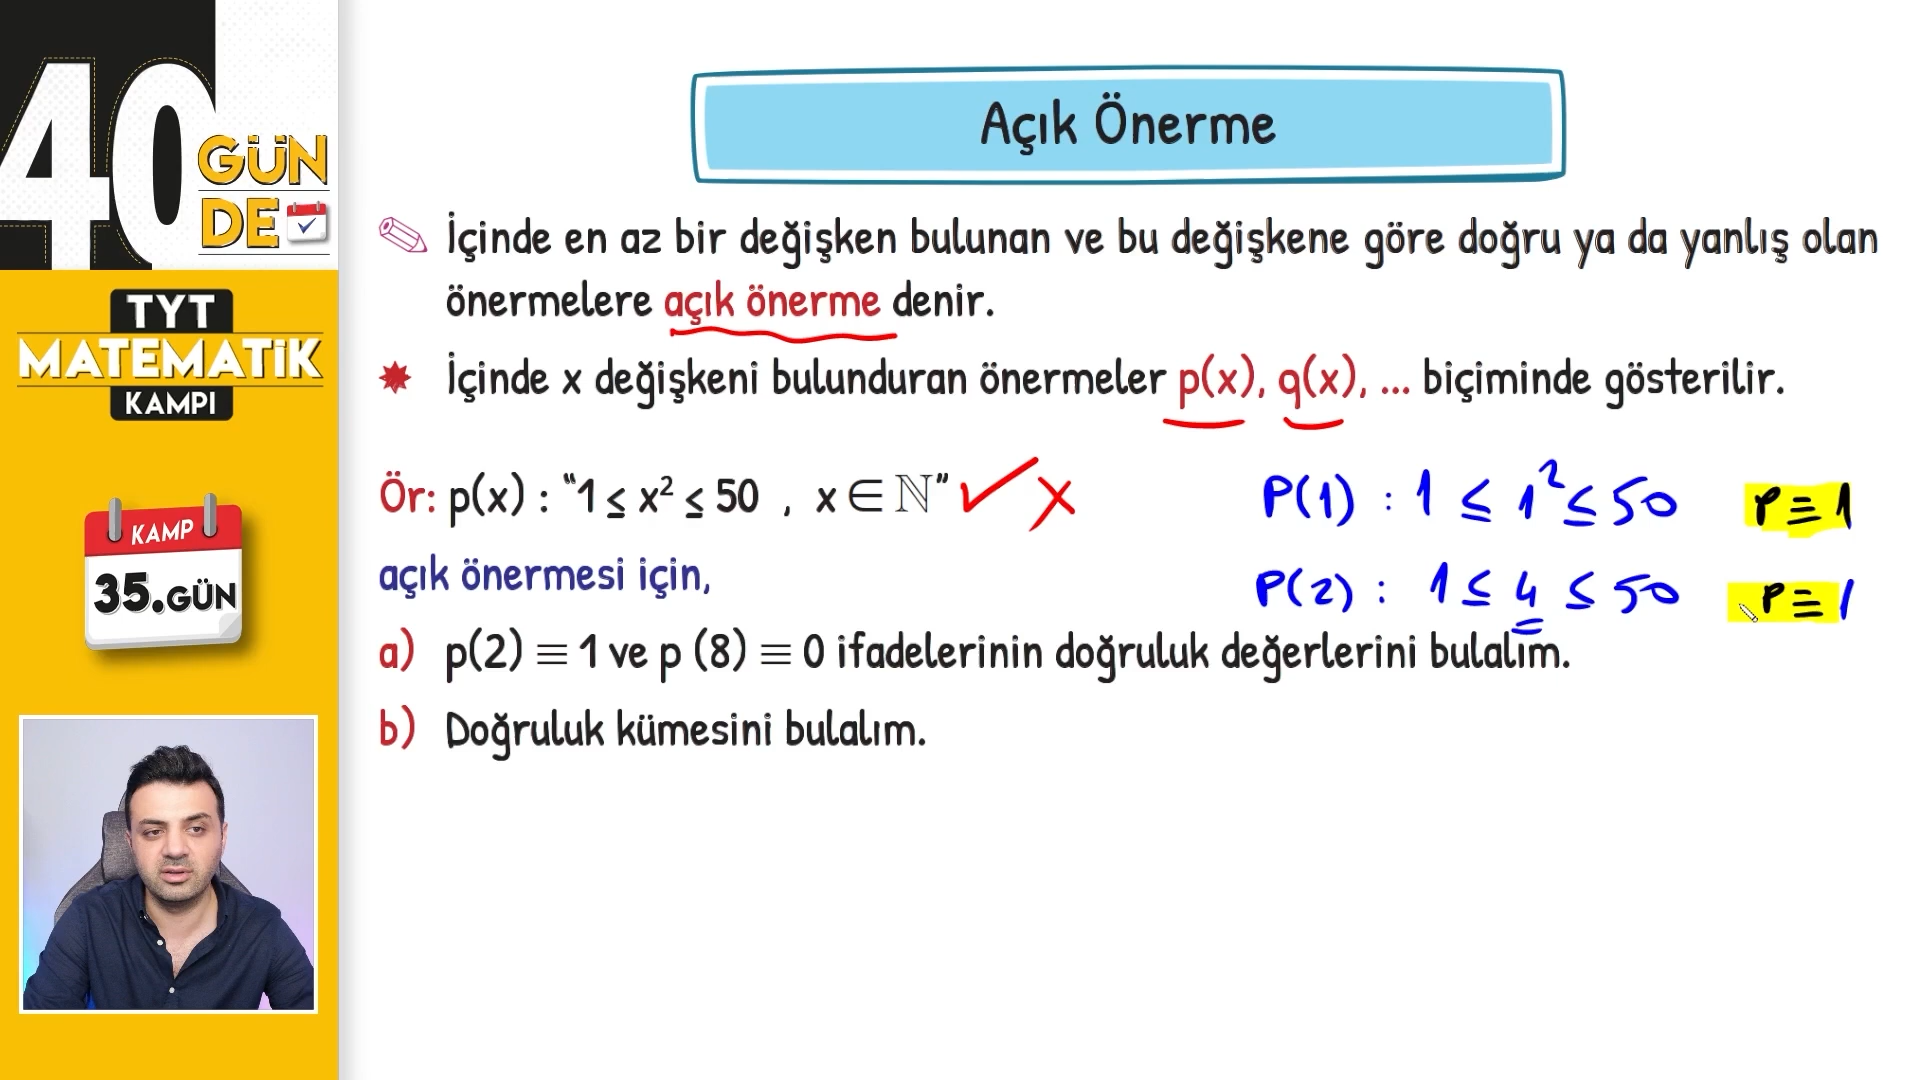 40
GÜN
DE
TYT
MATEMATİK
KAMPI
KAMP
35.GÜN
Açık Önerme
İçinde en az bir değişken bulunan ve bu değişkene göre doğru ya da yanlış olan
önermelere açık önerme denir.
İçinde x değişkeni bulunduran önermeler p(x), q(x), ... biçiminde gösterilir.
Ör: p(x) : “1 ≤ x² ≤ 50 , x ∈ ℕ” ✓ x
P(1) : 1 ≤ 1² ≤ 50 P ≡ 1
açık önermesi için,
P(2) : 1 ≤ 4 ≤ 50 P ≡ 1
a) p(2) ≡ 1 ve p (8) ≡ 0 ifadelerinin doğruluk değerlerini bulalım.
b) Doğruluk kümesini bulalım.